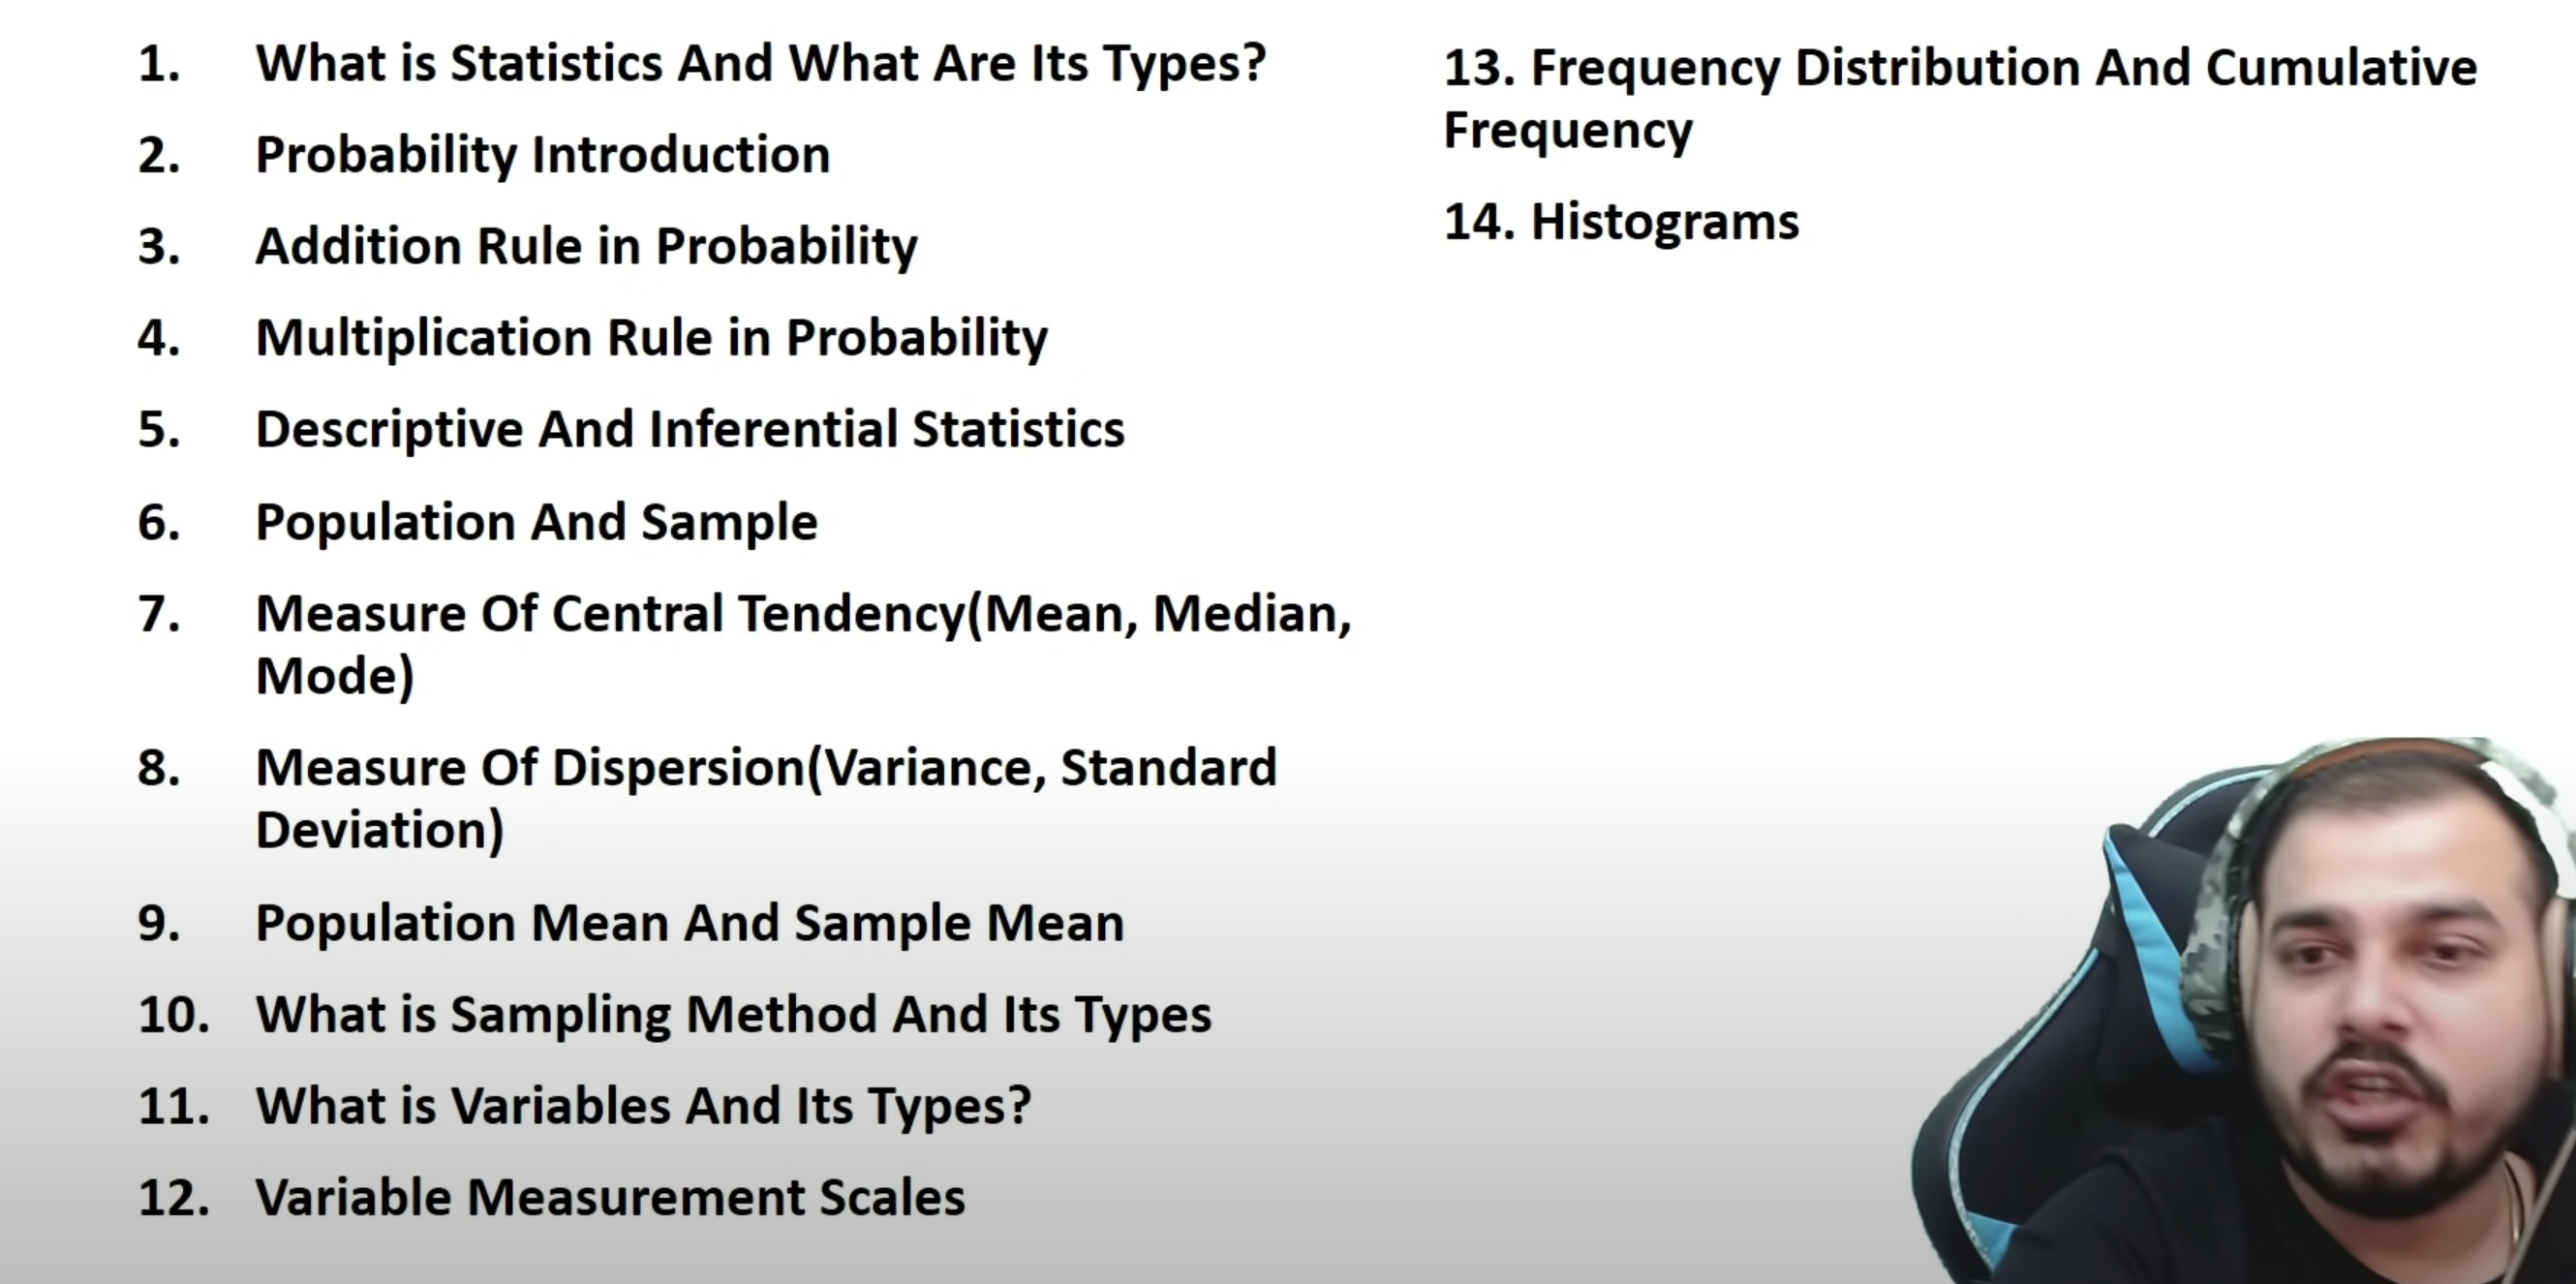 1. What is Statistics And What Are Its Types?
2. Probability Introduction
3. Addition Rule in Probability
4. Multiplication Rule in Probability
5. Descriptive And Inferential Statistics
6. Population And Sample
7. Measure Of Central Tendency(Mean, Median,
Mode)
8. Measure Of Dispersion(Variance, Standard
Deviation)
9. Population Mean And Sample Mean
10. What is Sampling Method And Its Types
11. What is Variables And Its Types?
12. Variable Measurement Scales
13. Frequency Distribution And Cumulative
Frequency
14. Histograms